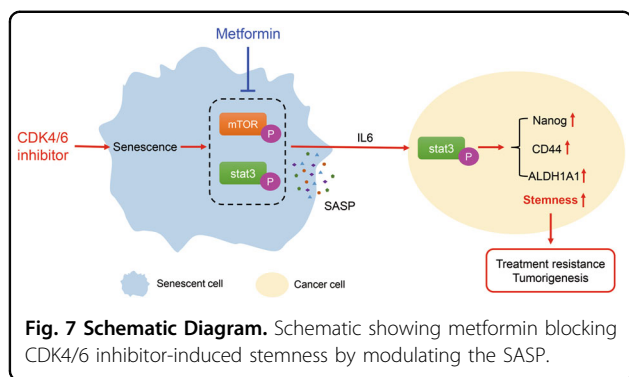 Metformin
mTOR
P
IL6
Nanog ↑
CDK4/6
inhibitor
Senescence
stat3
P
stat3
P
CD44 ↑
ALDH1A1 ↑
SASP
Stemness ↑
Treatment resistance
Tumorigenesis
Senescent cell
Cancer cell
Fig. 7 Schematic Diagram. Schematic showing metformin blocking
CDK4/6 inhibitor-induced stemness by modulating the SASP.